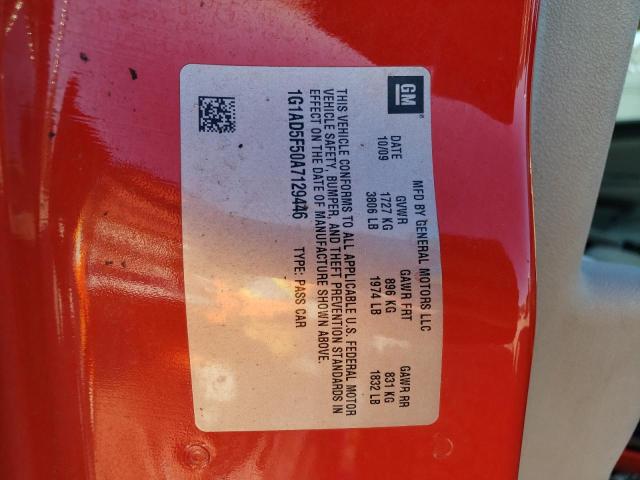 GM
MFD BY GENERAL MOTORS LLC
DATE GVWR GAWR FRT GAWR RR
10/09 1727 KG 896 KG 831 KG
3806 LB 1974 LB 1832 LB
THIS VEHICLE CONFORMS TO ALL APPLICABLE U.S. FEDERAL MOTOR
VEHICLE SAFETY, BUMPER, AND THEFT PREVENTION STANDARDS IN
EFFECT ON THE DATE OF MANUFACTURE SHOWN ABOVE.
1G1AD5F50A7129446 TYPE: PASS CAR